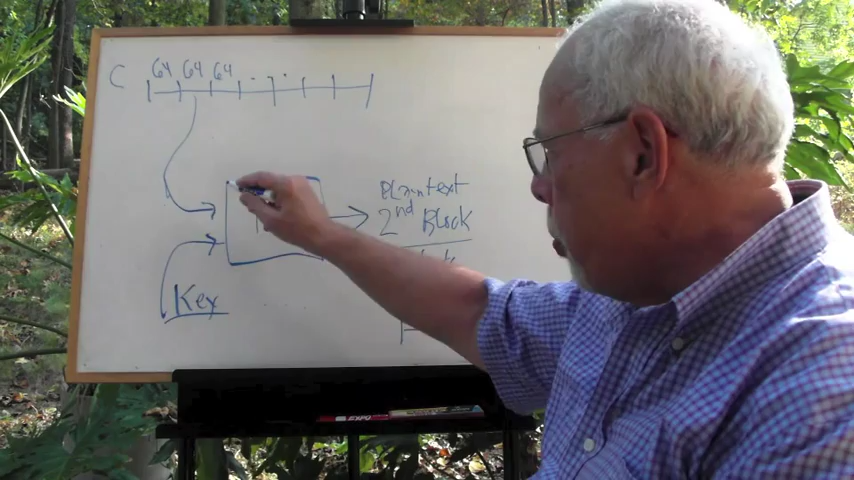 C 64 64 64 . . .
Plaintext
2nd Block
Key
EXPO